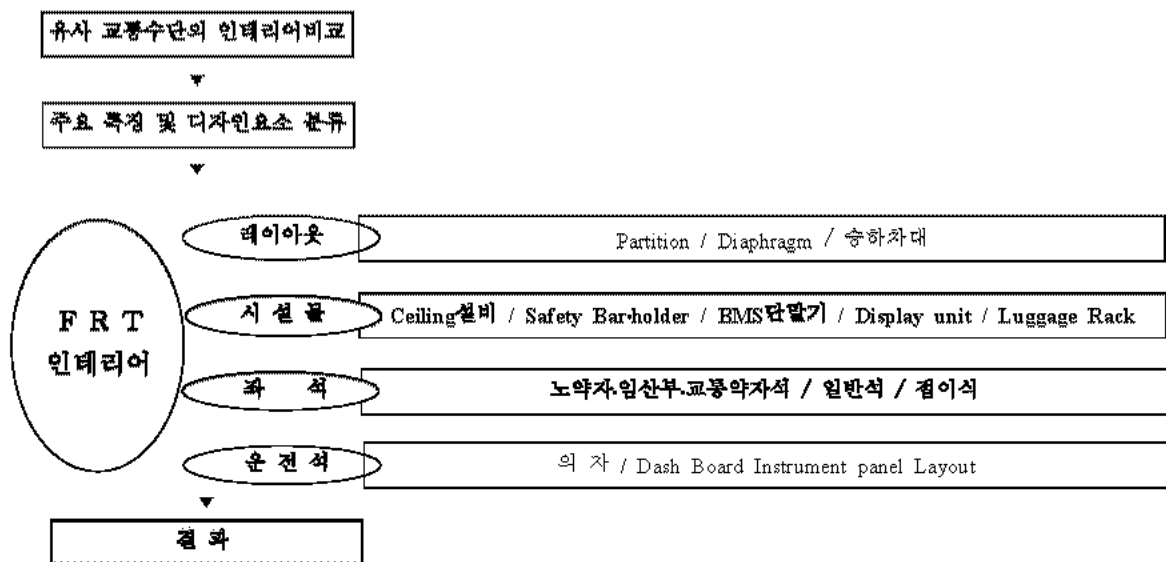 유사 교통수단의 인테리어비교
주요 특징 및 디자인요소 분류
레이아웃
Partition / Diaphragm / 승하차대
F R T
인테리어
시 설 물
Ceiling설비 / Safety Bar·holder / BMS단말기 / Display unit / Luggage Rack
좌 석
노약자·임산부·교통약자석 / 일반석 / 접이식
운 전 석
의 자 / Dash Board Instrument panel Layout
결 과